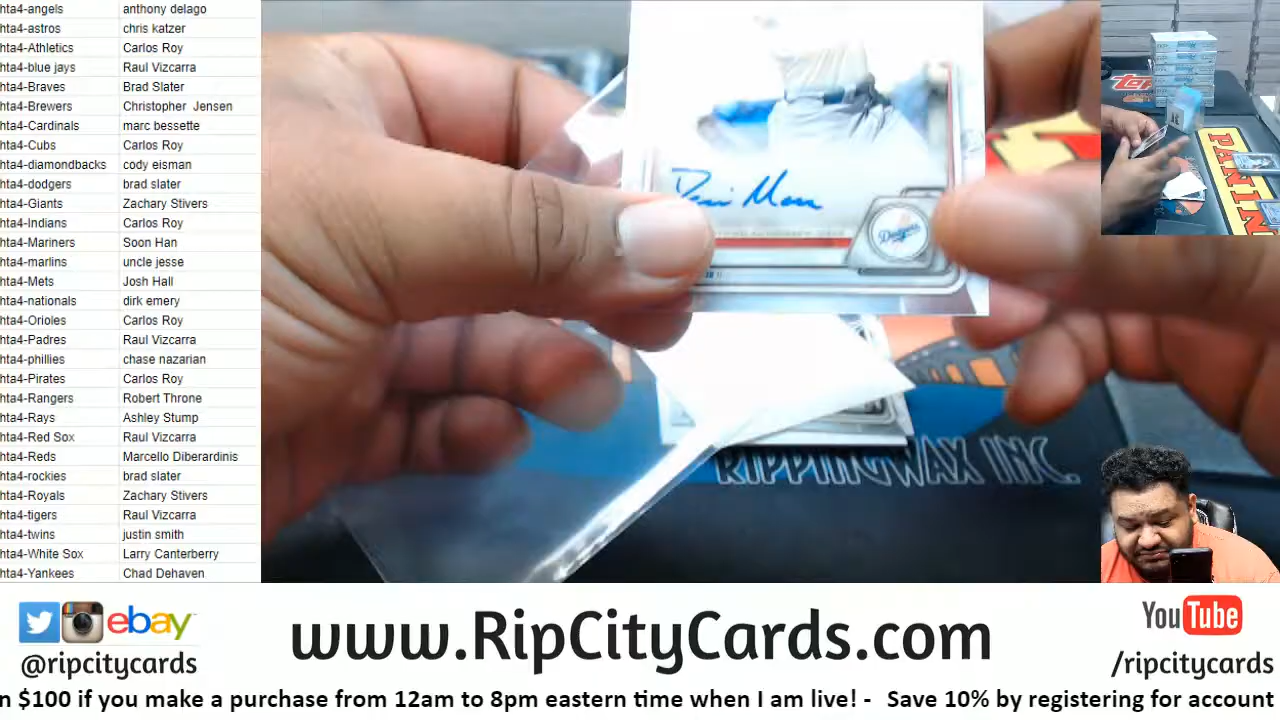 hta4-angels anthony delago
hta4-astros chris katzer
hta4-Athletics Carlos Roy
hta4-blue jays Raul Vizcarra
hta4-Braves Brad Slater
hta4-Brewers Christopher Jensen
hta4-Cardinals marc bessette
hta4-Cubs Carlos Roy
hta4-diamondbacks cody eisman
hta4-dodgers brad slater
hta4-Giants Zachary Stivers
hta4-Indians Carlos Roy
hta4-Mariners Soon Han
hta4-marlins uncle jesse
hta4-Mets Josh Hall
hta4-nationals dirk emery
hta4-Orioles Carlos Roy
hta4-Padres Raul Vizcarra
hta4-phillies chase nazarian
hta4-Pirates Carlos Roy
hta4-Rangers Robert Throne
hta4-Rays Ashley Stump
hta4-Red Sox Raul Vizcarra
hta4-Reds Marcello Diberardinis
hta4-rockies brad slater
hta4-Royals Zachary Stivers
hta4-tigers Raul Vizcarra
hta4-twins justin smith
hta4-White Sox Larry Canterberry
hta4-Yankees Chad Dehaven
Dodgers
RIPPINGWAX INC.
Topps
PANINI
ebay
@ripcitycards
www.RipCityCards.com
YouTube
/ripcitycards
n $100 if you make a purchase from 12am to 8pm eastern time when I am live! - Save 10% by registering for account